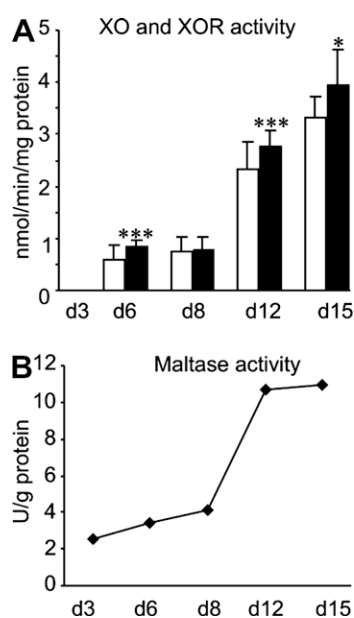 A XO and XOR activity
nmol/min/mg protein
5
4
3
2
1
0
***
***
*
d3 d6 d8 d12 d15
B Maltase activity
U/g protein
12
10
8
6
4
2
0
d3 d6 d8 d12 d15